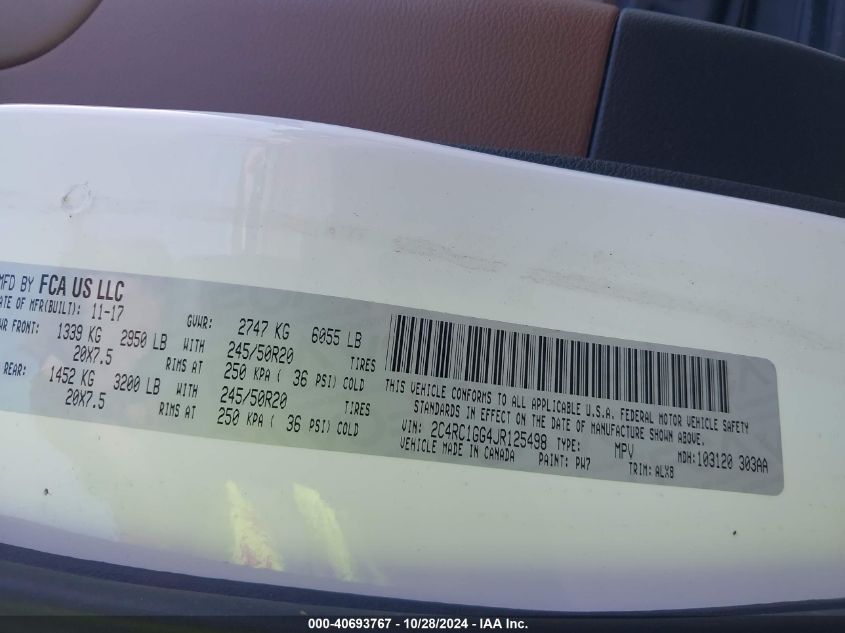 MFD BY FCA US LLC
DATE OF MFR(BUILT): 11-17 GVWR: 2747 KG 6055 LB
WR FRONT: 1339 KG 2950 LB WITH 245/50R20 TIRES
20X7.5 RIMS AT 250 KPA ( 36 PSI) COLD
REAR: 1452 KG 3200 LB WITH 245/50R20 TIRES
20X7.5 RIMS AT 250 KPA ( 36 PSI) COLD
THIS VEHICLE CONFORMS TO ALL APPLICABLE U.S.A. FEDERAL MOTOR VEHICLE SAFETY
STANDARDS IN EFFECT ON THE DATE OF MANUFACTURE SHOWN ABOVE.
VIN: 2C4RC1GG4JR125498 TYPE: MPV MDH:103120 303AA
VEHICLE MADE IN CANADA PAINT: PW7 TRIM: ALX8
000-40693767 • 10/28/2024 - IAA Inc.